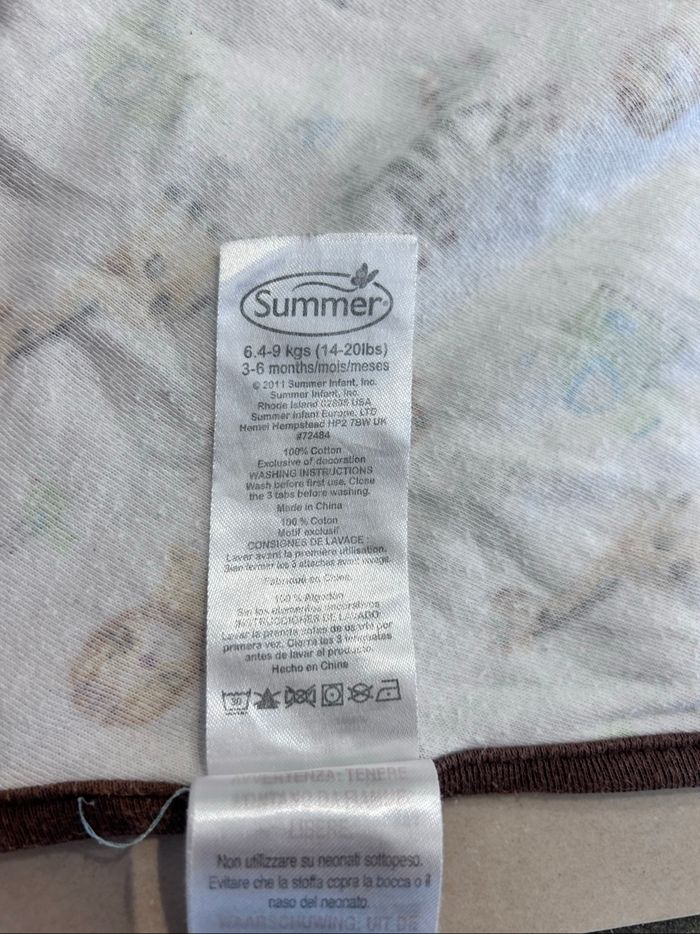 Summer
6.4-9 kgs (14-20lbs)
3-6 months/mois/meses
© 2011 Summer Infant, Inc.
Summer Infant, Inc.
Rhode Island 02895 USA
Summer Infant Europe, LTD
Hemel Hempstead HP2 7BW UK
#72484
100% Cotton
Exclusive of decoration
WASHING INSTRUCTIONS
Wash before first use. Close
the 3 tabs before washing.
Made in China
100 % Coton
Motif exclusif
CONSIGNES DE LAVAGE :
Laver avant la première utilisation.
Bien fermer les 3 attaches avant lavage.
Fabriqué en Chine.
100 % Algodón
Sin los elementos decorativos
INSTRUCCIONES DE LAVADO
Lavar la prenda antes de usarla por
primera vez. Cierre las 3
antes de lavar el producto.
Hecho en China
30
AVVERTENZA: TENERE
LIBERE.
Non utilizzare su neonati sottopeso.
Evitare che la stoffa copra la bocca o il
naso del neonato.
WAARSCHUWING: UIT DE